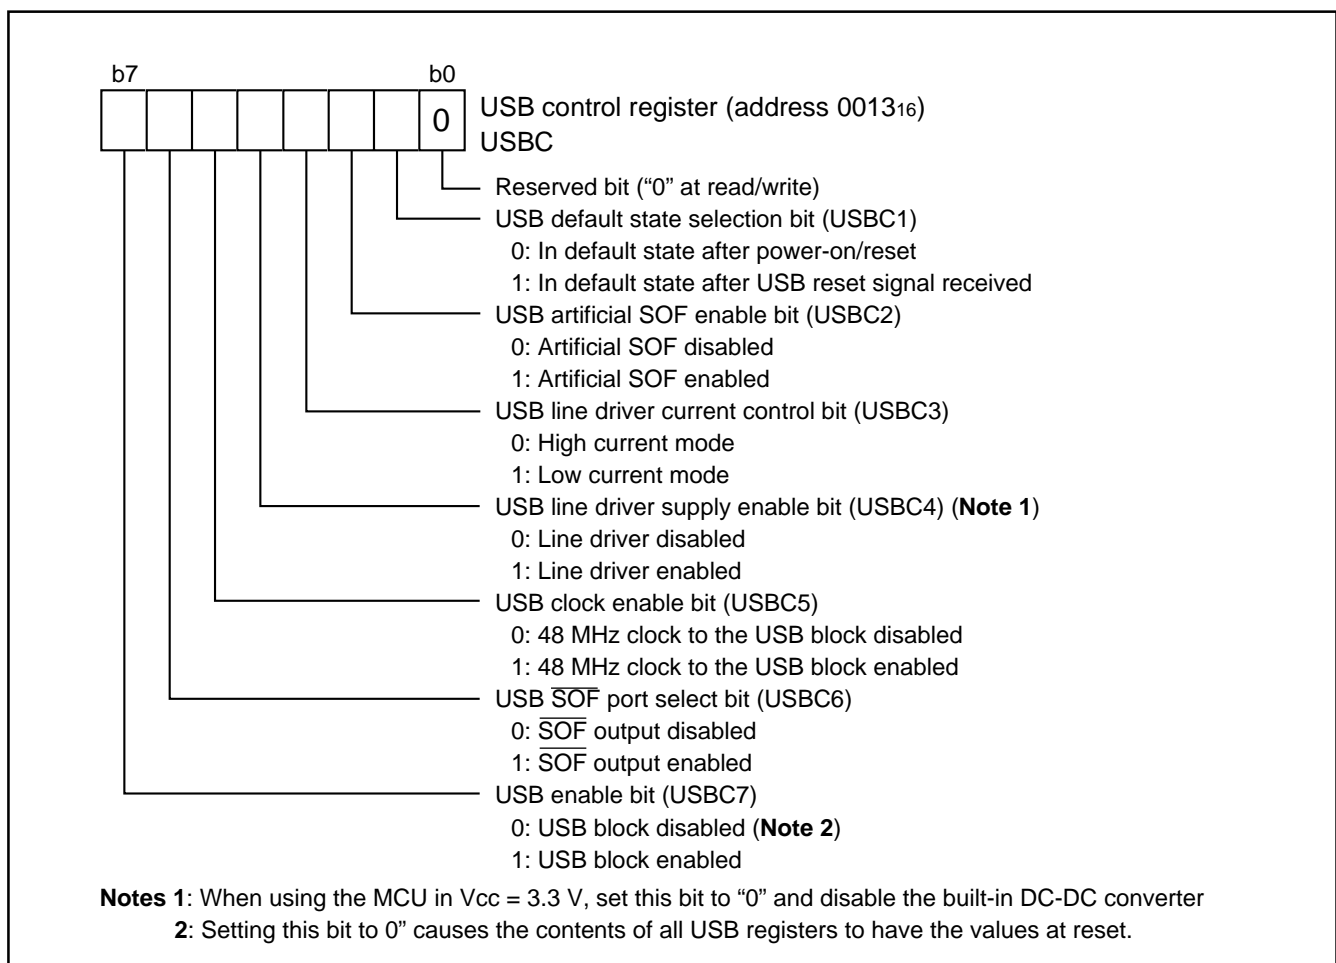 b7 b0
0 USB control register (address 0013₁₆)
USBC
Reserved bit (“0” at read/write)
USB default state selection bit (USBC1)
0: In default state after power-on/reset
1: In default state after USB reset signal received
USB artificial SOF enable bit (USBC2)
0: Artificial SOF disabled
1: Artificial SOF enabled
USB line driver current control bit (USBC3)
0: High current mode
1: Low current mode
USB line driver supply enable bit (USBC4) (Note 1)
0: Line driver disabled
1: Line driver enabled
USB clock enable bit (USBC5)
0: 48 MHz clock to the USB block disabled
1: 48 MHz clock to the USB block enabled
USB S̅O̅F̅ port select bit (USBC6)
0: S̅O̅F̅ output disabled
1: S̅O̅F̅ output enabled
USB enable bit (USBC7)
0: USB block disabled (Note 2)
1: USB block enabled
Notes 1: When using the MCU in Vcc = 3.3 V, set this bit to “0” and disable the built-in DC-DC converter
2: Setting this bit to 0” causes the contents of all USB registers to have the values at reset.